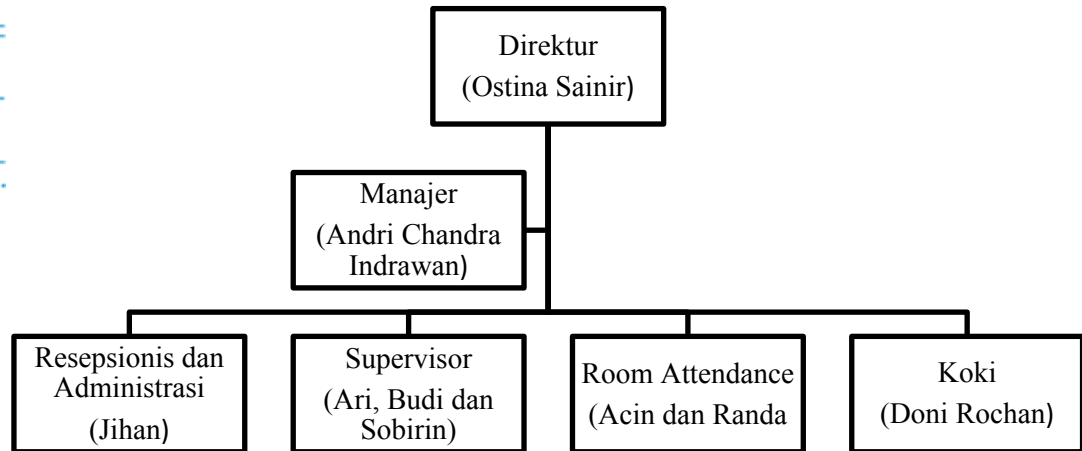 Direktur
(Ostina Sainir)
Manajer
(Andri Chandra
Indrawan)
Resepsionis dan
Administrasi
(Jihan)
Supervisor
(Ari, Budi dan
Sobirin)
Room Attendance
(Acin dan Randa
Koki
(Doni Rochan)